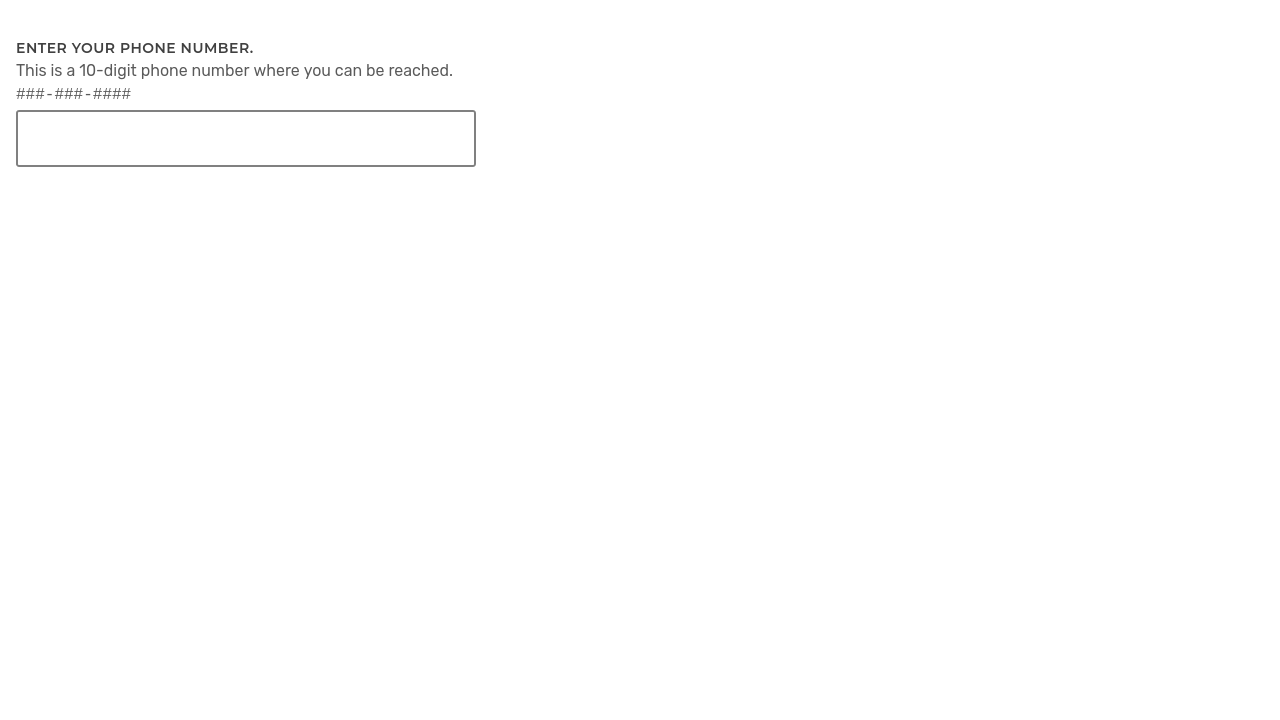 ENTER YOUR PHONE NUMBER.
This is a 10-digit phone number where you can be reached.
###-###-####